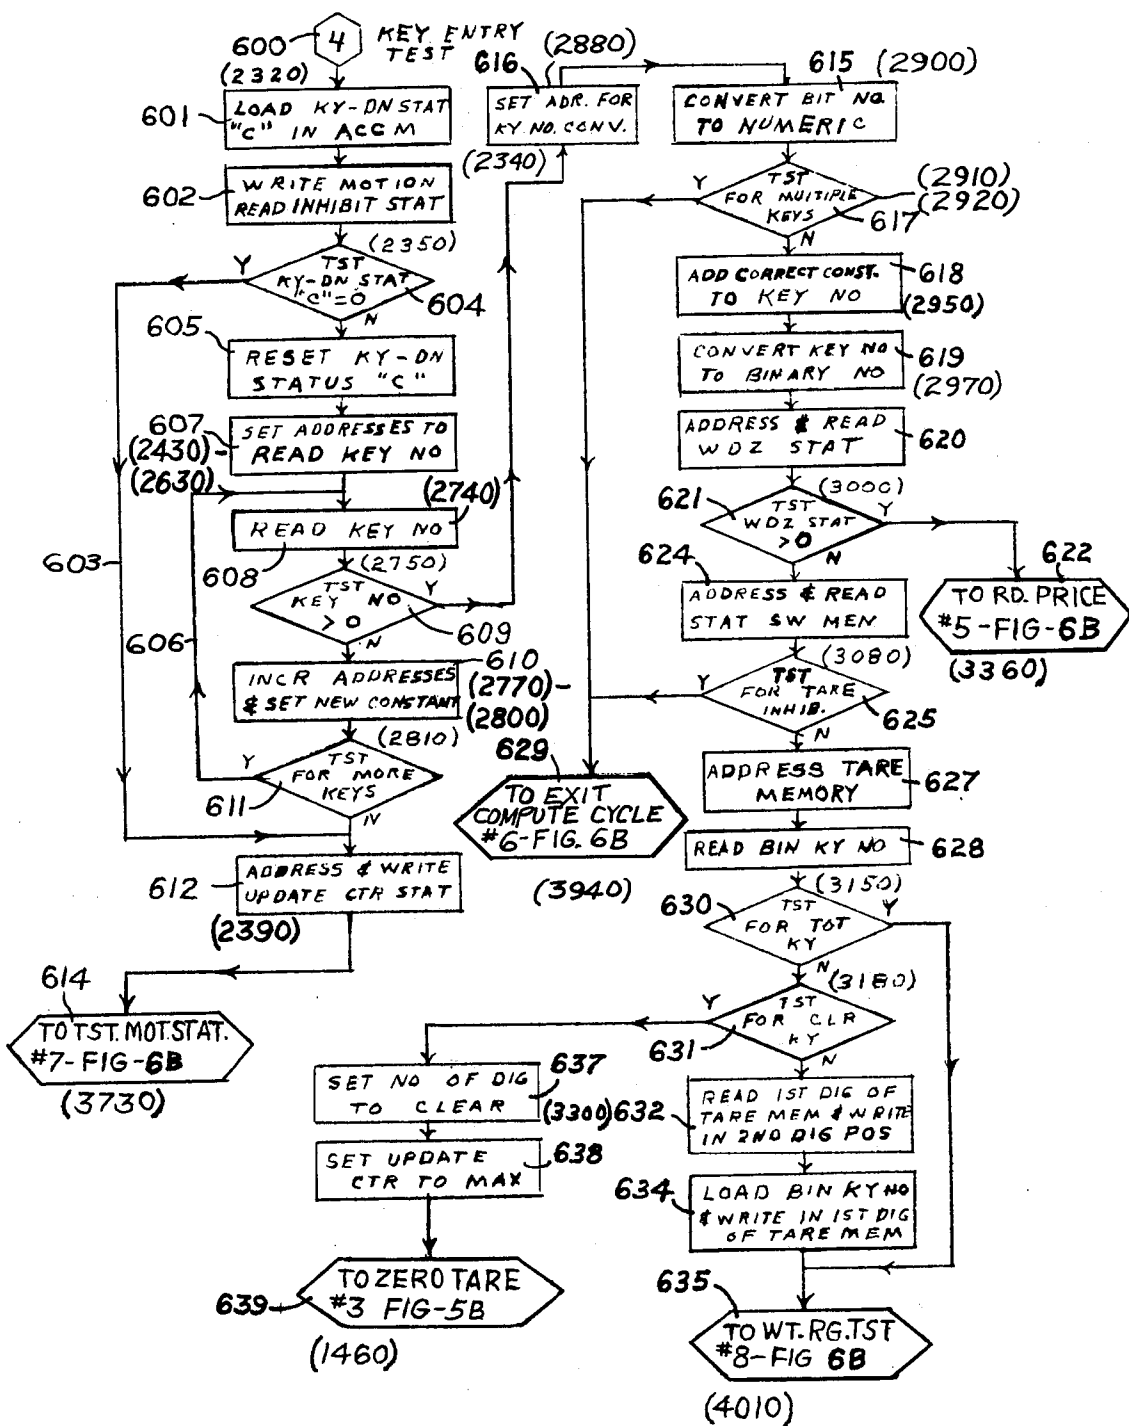 600
4
KEY ENTRY
TEST
(2320)
601
LOAD KY-DN STAT
"C" IN ACCM
602
WRITE MOTION
READ INHIBIT STAT
(2350)
Y
TST
KY-DN STAT
"C"=0
604
N
605
RESET KY-DN
STATUS "C"
607
(2430)-
(2630)
SET ADDRESSES TO
READ KEY NO
(2740)
READ KEY NO
608
603
606
(2750)
TST
KEY NO
>0
Y
609
N
610
(2770)-
(2800)
INCR ADDRESSES
& SET NEW CONSTANT
(2810)
Y
TST
FOR MORE
KEYS
611
N
612
ADDRESS & WRITE
UPDATE CTR STAT
(2390)
614
TO TST. MOT. STAT.
#7-FIG-6B
(3730)
616
(2880)
SET ADR. FOR
KY NO. CONV.
(2340)
615
(2900)
CONVERT BIT NO.
TO NUMERIC
Y
TST
FOR MULTIPLE
KEYS
(2910)
(2920)
617
N
ADD CORRECT CONST.
TO KEY NO
618
(2950)
CONVERT KEY NO
TO BINARY NO
619
(2970)
ADDRESS & READ
WDZ STAT
620
(3000)
621
TST
WDZ STAT
>0
Y
N
622
TO RD. PRICE
#5-FIG-6B
(3360)
624
ADDRESS & READ
STAT SW MEN
(3080)
Y
TST
FOR TARE
INHIB.
625
N
629
TO EXIT
COMPUTE CYCLE
#6-FIG. 6B
(3940)
ADDRESS TARE
MEMORY
627
READ BIN KY NO
628
(3150)
630
TST
FOR TOT
KY
Y
N
(3180)
Y
TST
FOR CLR
KY
631
N
637
SET NO OF DIG
TO CLEAR
(3300)
632
READ 1ST DIG OF
TARE MEM & WRITE
IN 2ND DIG POS
SET UPDATE
CTR TO MAX
638
634
LOAD BIN KY NO
& WRITE IN 1ST DIG
OF TARE MEM
639
TO ZERO TARE
#3 FIG-5B
(1460)
635
TO WT. RG. TST
#8-FIG 6B
(4010)